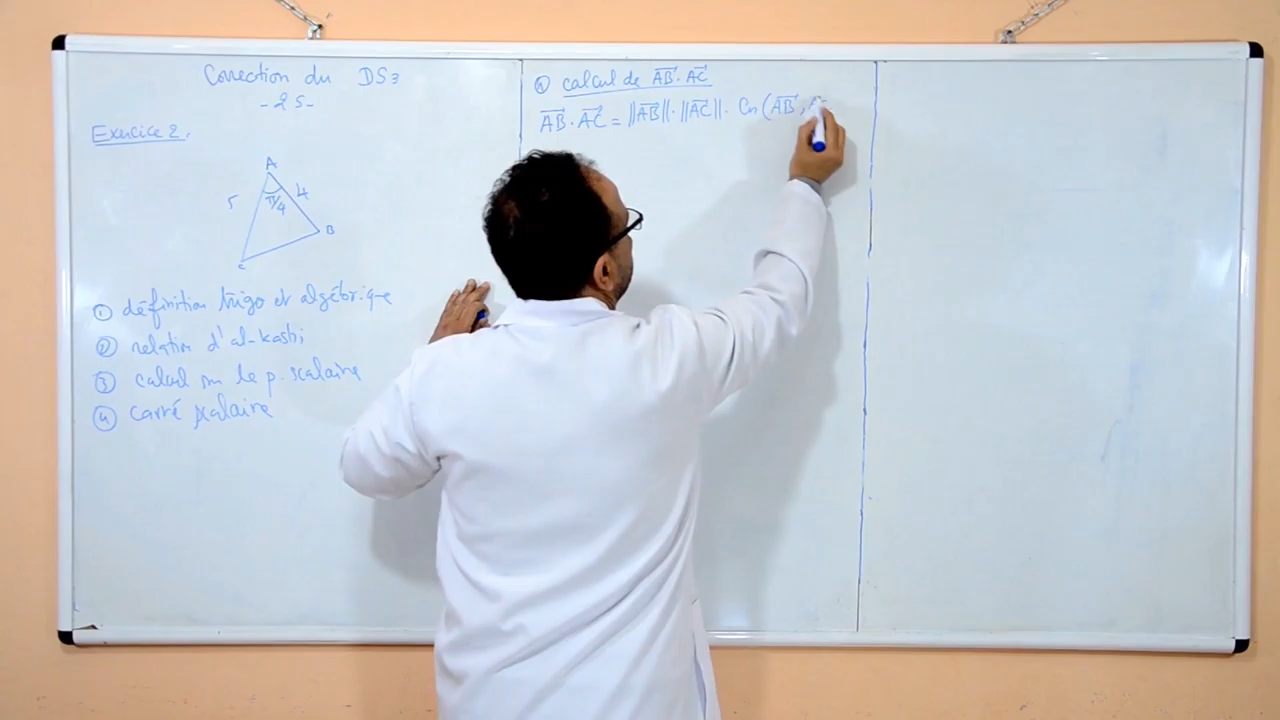 Correction du DS3
- 2S -
Exercice 2.
A
5
4
π/4
B
C
① définition trigo et algébrique
② relation d'al-kashi
③ calcul sur le p. scalaire
④ carré scalaire
① calcul de AB⃗ . AC⃗
AB⃗ . AC⃗ = ||AB⃗|| . ||AC⃗|| . Cos (AB⃗ , A